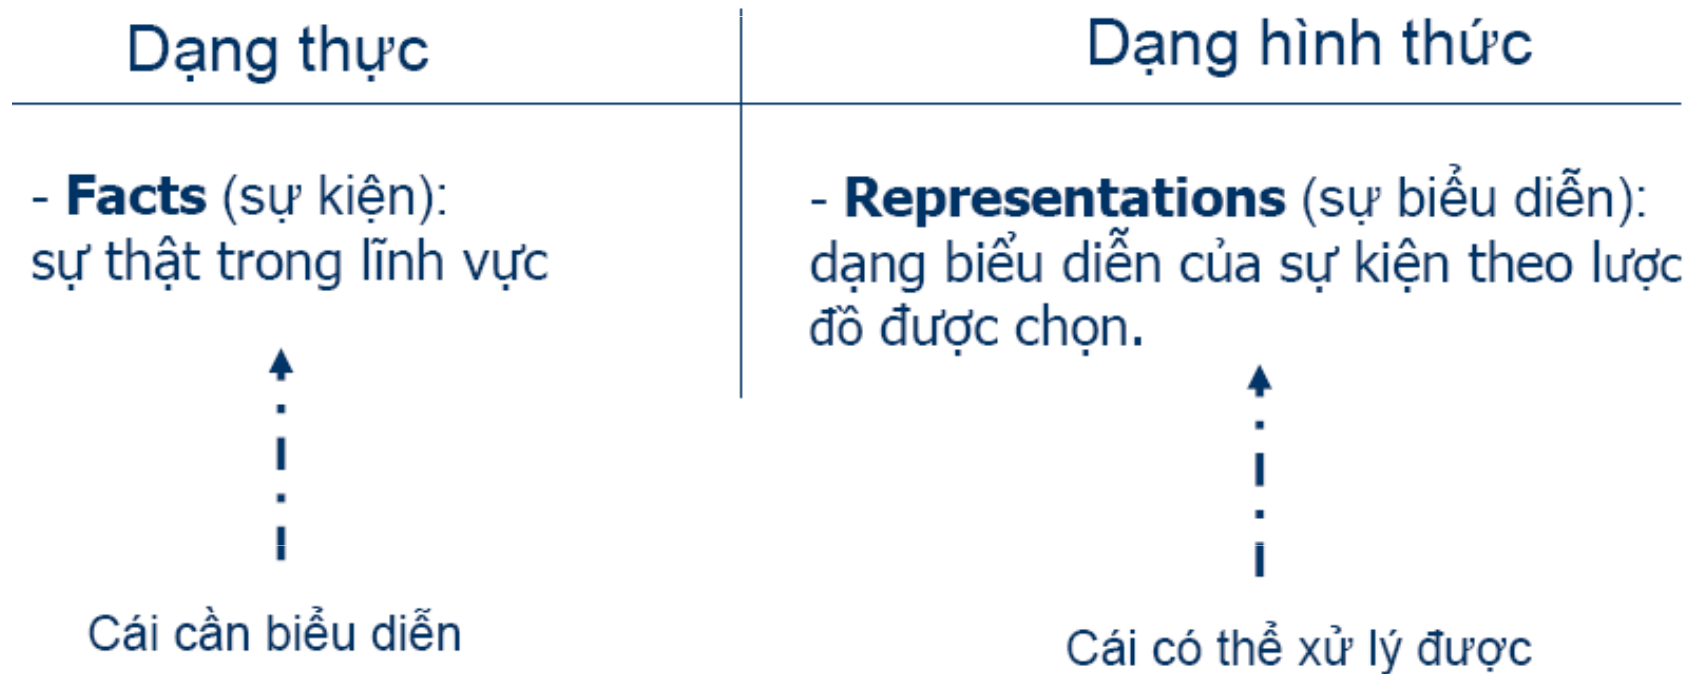 Dạng thực
Dạng hình thức
- Facts (sự kiện):
sự thật trong lĩnh vực
- Representations (sự biểu diễn):
dạng biểu diễn của sự kiện theo lược
đồ được chọn.
Cái cần biểu diễn
Cái có thể xử lý được